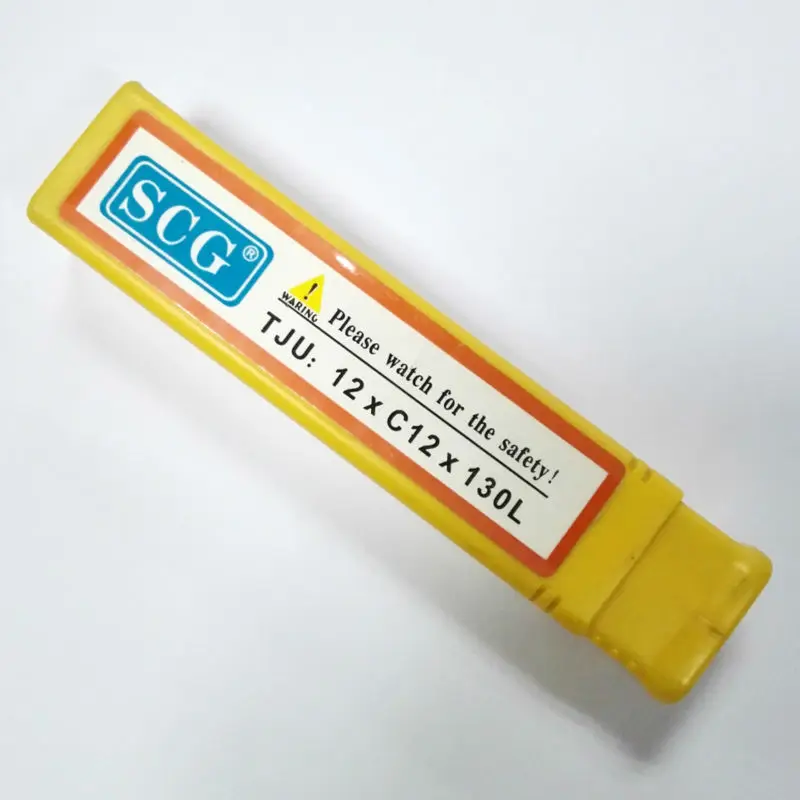 SCG®
! WARING Please watch for the safety!
TJU: 12 x C12 x 130L